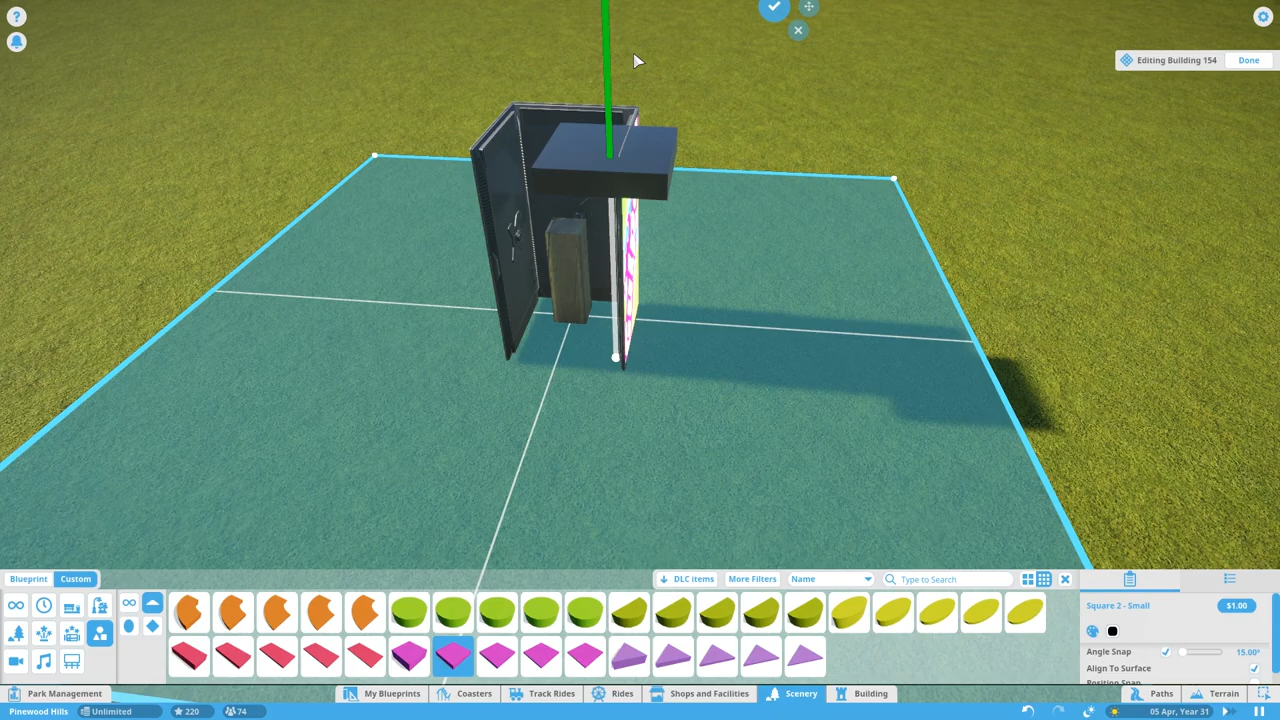 ?
Editing Building 154 Done
Blueprint Custom DLC items More Filters Name Type to Search
Square 2 - Small $1.00
Angle Snap 15.00°
Align To Surface
Park Management My Blueprints Coasters Track Rides Rides Shops and Facilities Scenery Building Paths Terrain
Pinewood Hills Unlimited 220 74 05 Apr, Year 31